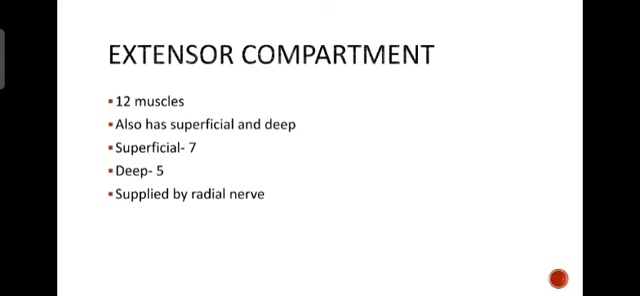 EXTENSOR COMPARTMENT
▪ 12 muscles
▪ Also has superficial and deep
▪ Superficial- 7
▪ Deep- 5
▪ Supplied by radial nerve